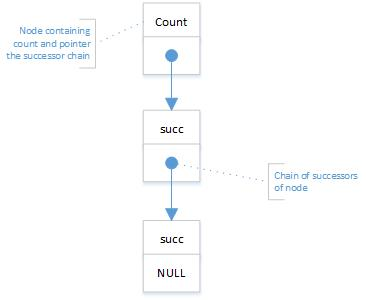 Node containing
count and pointer
the successor chain
Count
succ
Chain of successors
of node
succ
NULL